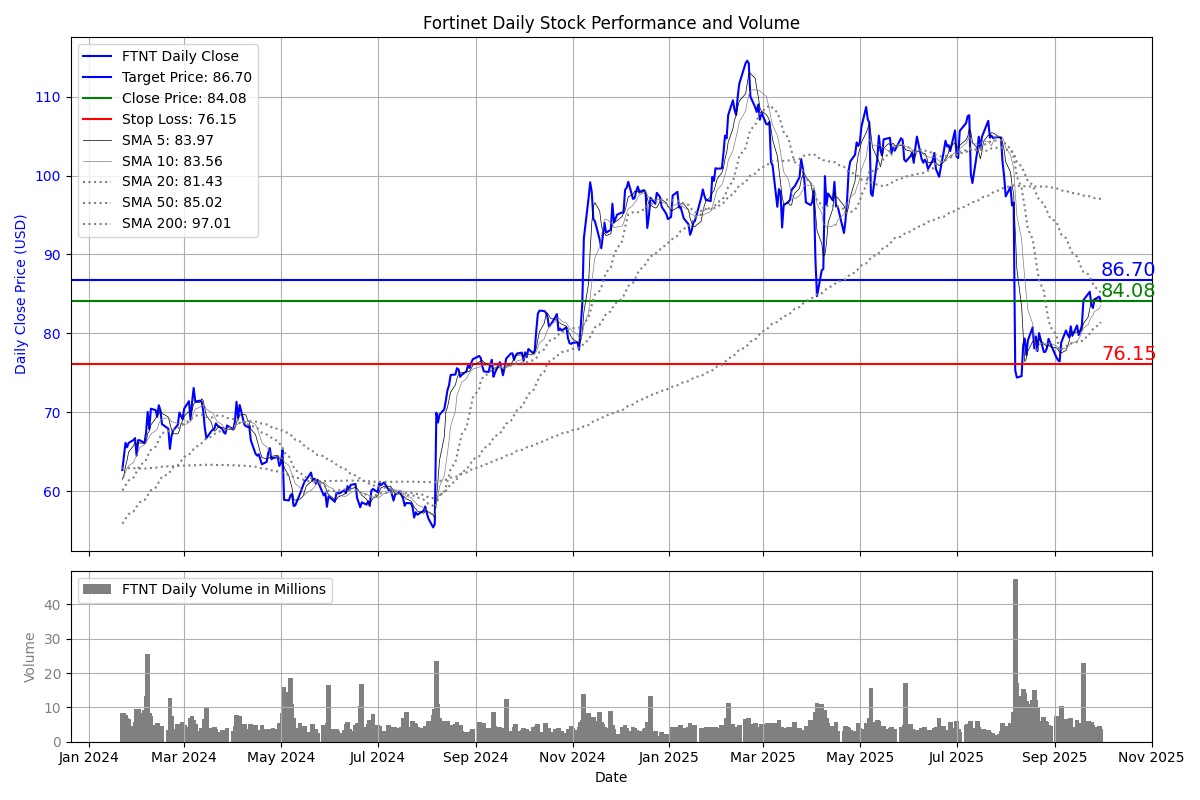 Fortinet Daily Stock Performance and Volume
Daily Close Price (USD)
110
100
90
80
70
60
FTNT Daily Close
Target Price: 86.70
Close Price: 84.08
Stop Loss: 76.15
SMA 5: 83.97
SMA 10: 83.56
SMA 20: 81.43
SMA 50: 85.02
SMA 200: 97.01
86.70
84.08
76.15
Volume
40
30
20
10
0
FTNT Daily Volume in Millions
Jan 2024 Mar 2024 May 2024 Jul 2024 Sep 2024 Nov 2024 Jan 2025 Mar 2025 May 2025 Jul 2025 Sep 2025 Nov 2025
Date